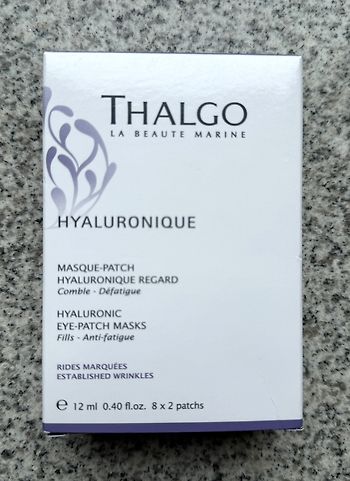 THALGO
LA BEAUTE MARINE
HYALURONIQUE
MASQUE-PATCH
HYALURONIQUE REGARD
Comble - Défatigue
HYALURONIC
EYE-PATCH MASKS
Fills - Anti-fatigue
RIDES MARQUÉES
ESTABLISHED WRINKLES
℮ 12 ml 0.40 fl.oz. 8 x 2 patchs